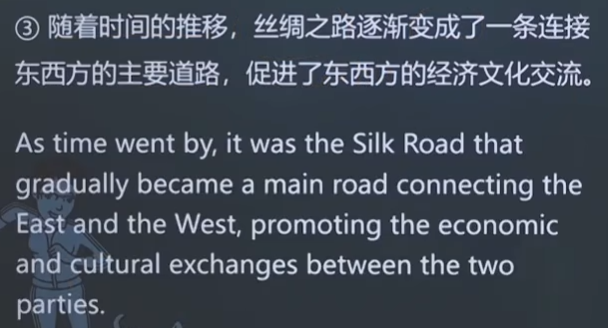 ③ 随着时间的推移，丝绸之路逐渐变成了一条连接
东西方的主要道路，促进了东西方的经济文化交流。
As time went by, it was the Silk Road that
gradually became a main road connecting the
East and the West, promoting the economic
and cultural exchanges between the two
parties.